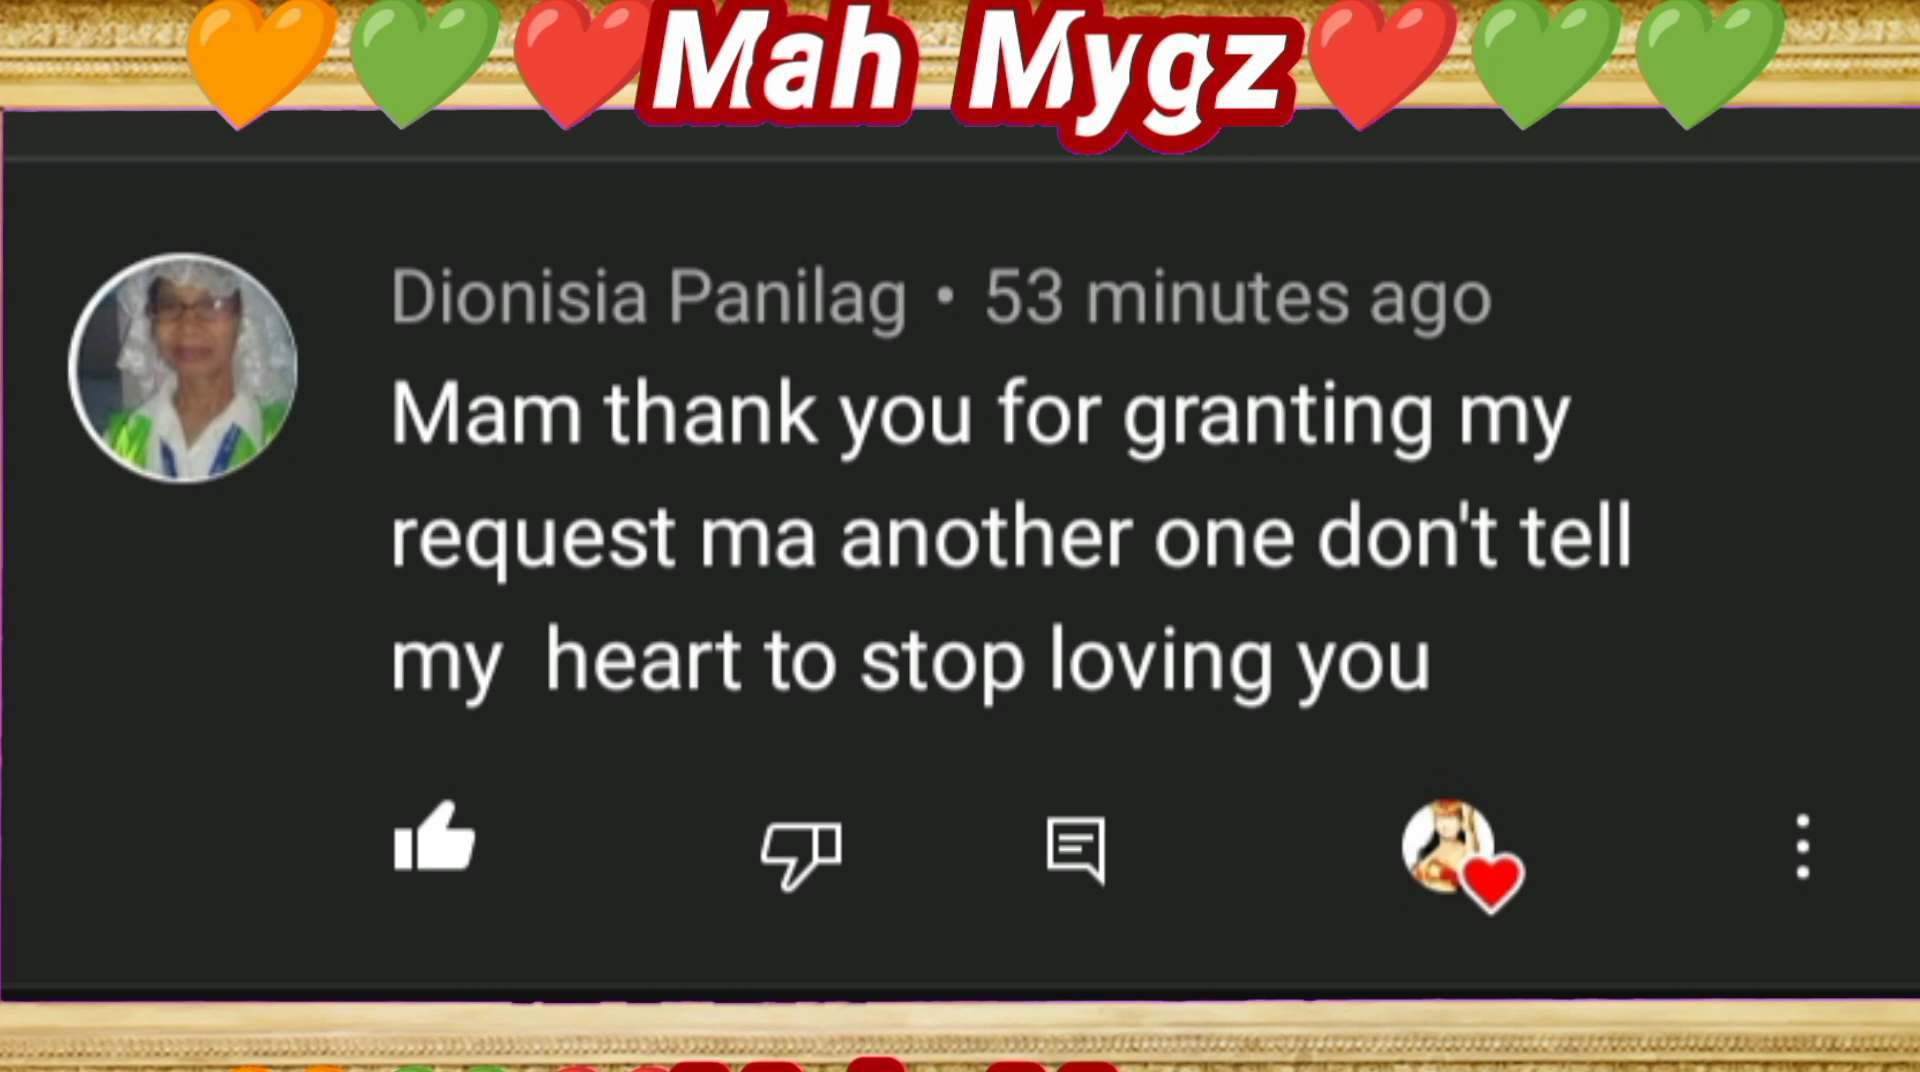 Mah Mygz
Dionisia Panilag • 53 minutes ago
Mam thank you for granting my
request ma another one don't tell
my heart to stop loving you